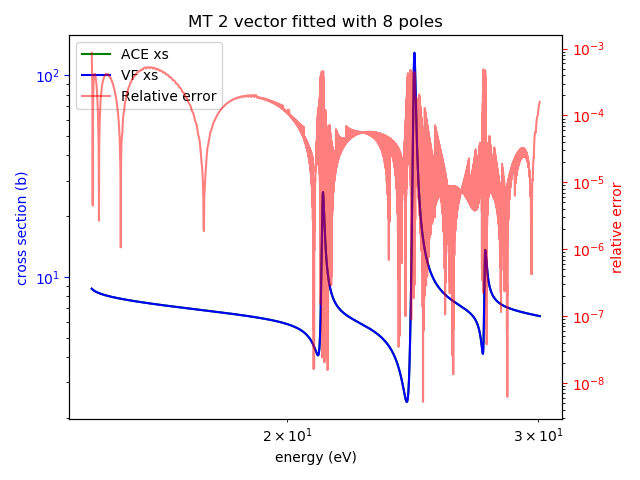 MT 2 vector fitted with 8 poles
ACE xs
VF xs
Relative error
cross section (b)
10²
10¹
relative error
10⁻³
10⁻⁴
10⁻⁵
10⁻⁶
10⁻⁷
10⁻⁸
2 × 10¹
3 × 10¹
energy (eV)